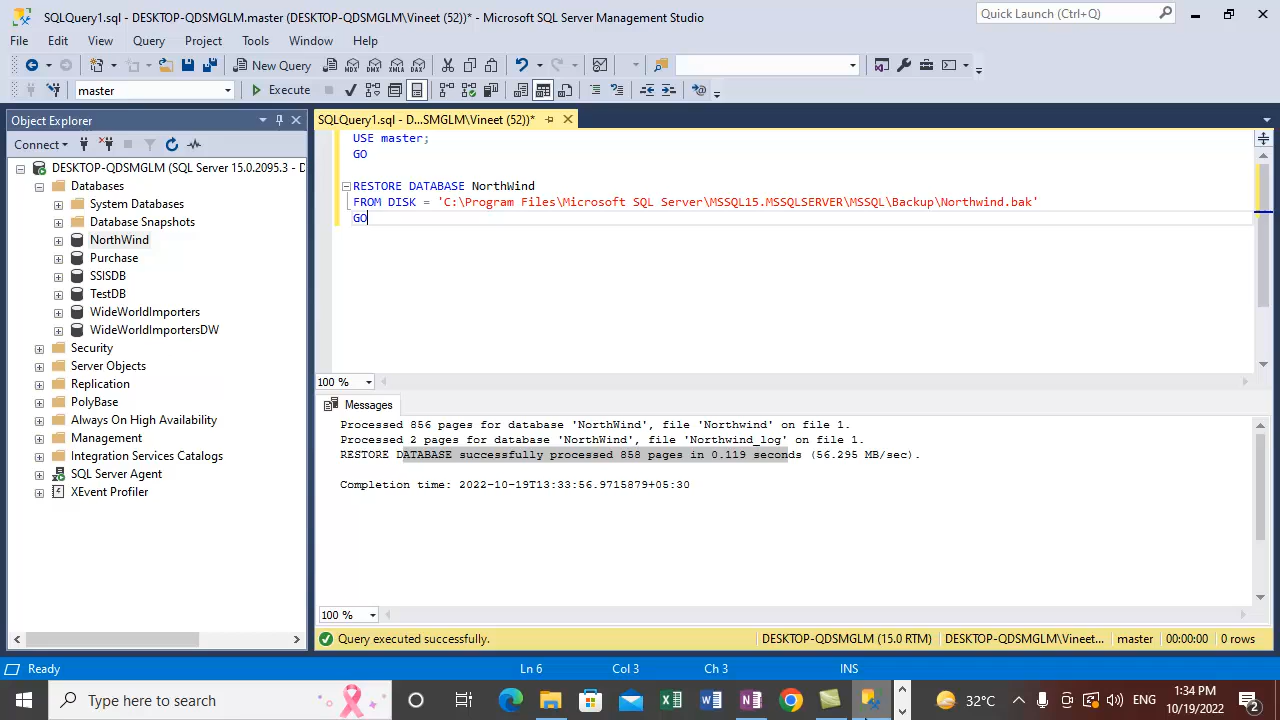 SQLQuery1.sql - DESKTOP-QDSMGLM.master (DESKTOP-QDSMGLM\Vineet (52))* - Microsoft SQL Server Management Studio
Quick Launch (Ctrl+Q)
File Edit View Query Project Tools Window Help
New Query MDX DMX XMLA DAX
master Execute
Object Explorer
SQLQuery1.sql - D...SMGLM\Vineet (52))*
Connect
DESKTOP-QDSMGLM (SQL Server 15.0.2095.3 - D
Databases
System Databases
Database Snapshots
NorthWind
Purchase
SSISDB
TestDB
WideWorldImporters
WideWorldImportersDW
Security
Server Objects
Replication
PolyBase
Always On High Availability
Management
Integration Services Catalogs
SQL Server Agent
XEvent Profiler
USE master;
GO
RESTORE DATABASE NorthWind
FROM DISK = 'C:\Program Files\Microsoft SQL Server\MSSQL15.MSSQLSERVER\MSSQL\Backup\Northwind.bak'
GO
100 %
Messages
Processed 856 pages for database 'NorthWind', file 'Northwind' on file 1.
Processed 2 pages for database 'NorthWind', file 'Northwind_log' on file 1.
RESTORE DATABASE successfully processed 858 pages in 0.119 seconds (56.295 MB/sec).
Completion time: 2022-10-19T13:33:56.9715879+05:30
100 %
Query executed successfully. DESKTOP-QDSMGLM (15.0 RTM) DESKTOP-QDSMGLM\Vineet... master 00:00:00 0 rows
Ready Ln 6 Col 3 Ch 3 INS
Type here to search
32°C
ENG
1:34 PM
10/19/2022
2